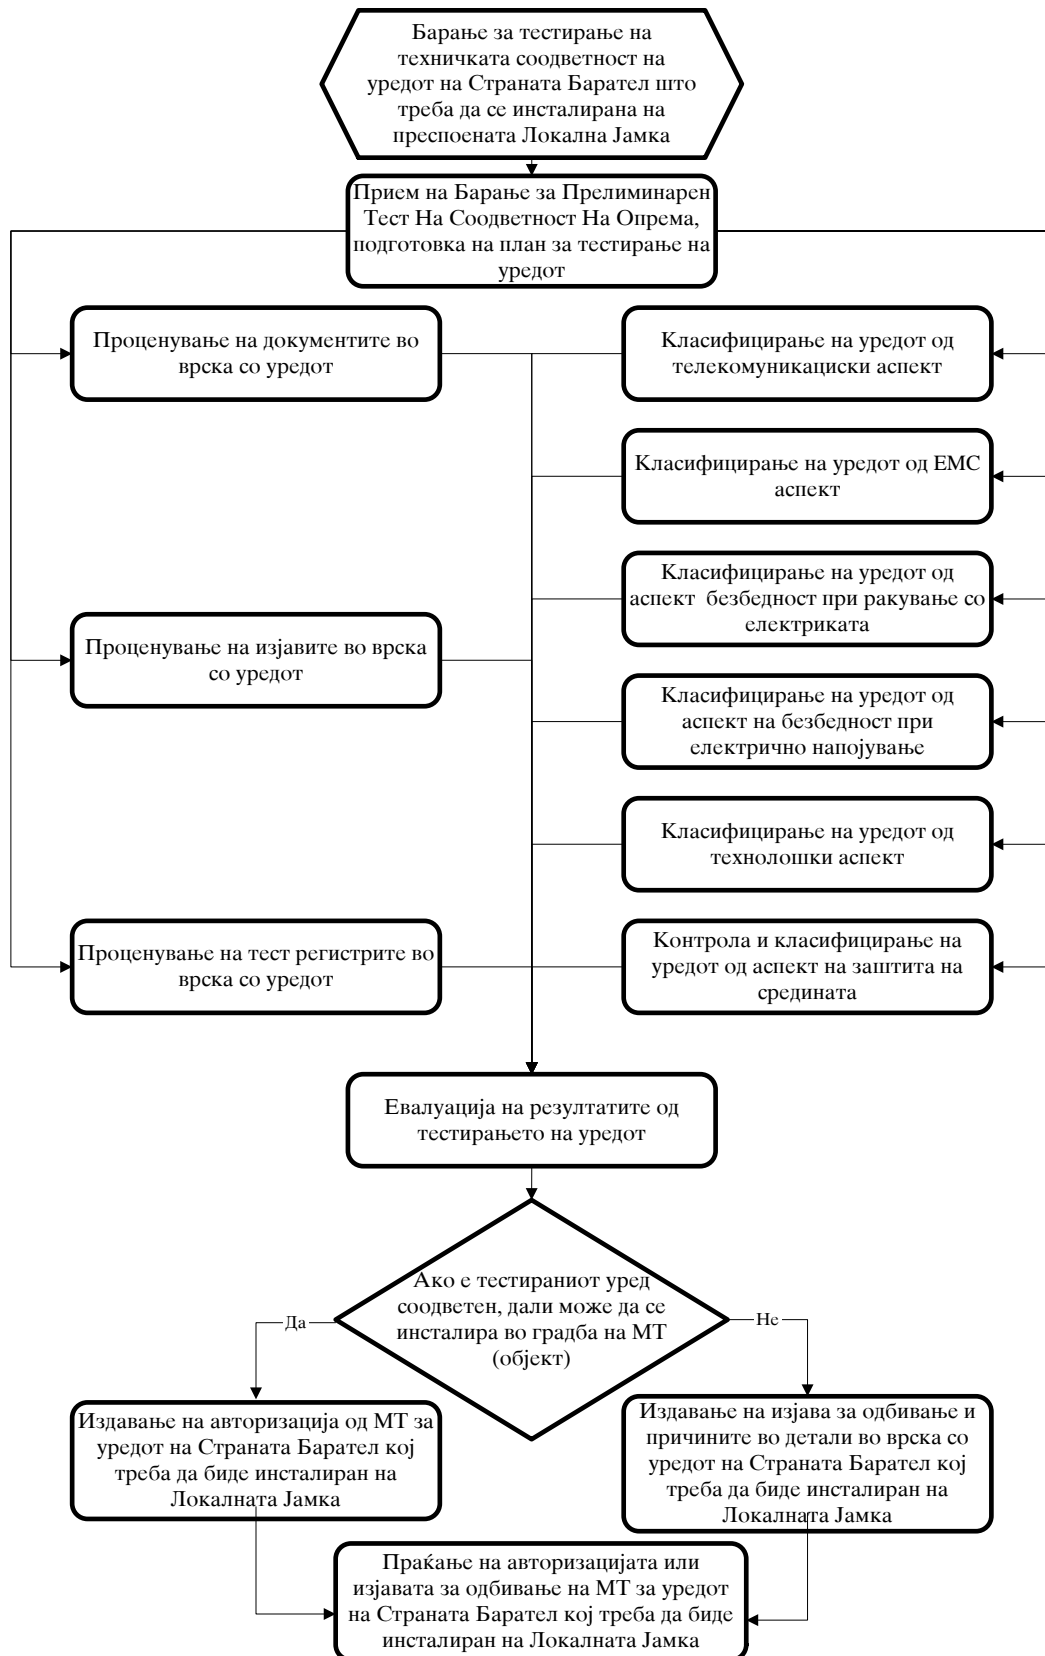 Барање за тестирање на
техничката соодветност на
уредот на Страната Барател што
треба да се инсталирана на
преспоената Локална Јамка
Прием на Барање за Прелиминарен
Тест На Соодветност На Опрема,
подготовка на план за тестирање на
уредот
Проценување на документите во
врска со уредот
Класифицирање на уредот од
телекомуникациски аспект
Класифицирање на уредот од ЕМС
аспект
Класифицирање на уредот од
аспект  безбедност при ракување со
електриката
Проценување на изјавите во врска
со уредот
Класифицирање на уредот од
аспект на безбедност при
електрично напојување
Класифицирање на уредот од
технолошки аспект
Проценување на тест регистрите во
врска со уредот
Контрола и класифицирање на
уредот од аспект на заштита на
средината
Евалуација на резултатите од
тестирањето на уредот
Ако е тестираниот уред
соодветен, дали може да се
инсталира во градба на МТ
(објект)
Да
Не
Издавање на авторизација од МТ за
уредот на Страната Барател кој
треба да биде инсталиран на
Локалната Јамка
Издавање на изјава за одбивање и
причините во детали во врска со
уредот на Страната Барател кој
треба да биде инсталиран на
Локалната Јамка
Праќање на авторизацијата или
изјавата за одбивање на МТ за уредот
на Страната Барател кој треба да биде
инсталиран на Локалната Јамка